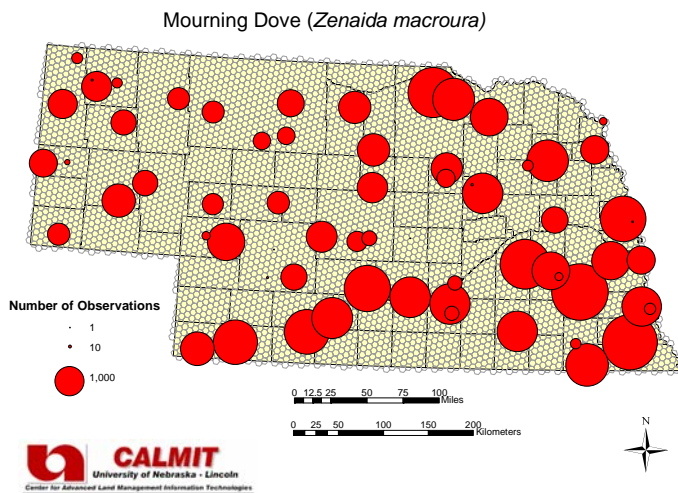 Mourning Dove (Zenaida macroura)
Number of Observations
1
10
1,000
0 12.5 25 50 75 100
Miles
0 25 50 100 150 200
Kilometers
N
CALMIT
University of Nebraska - Lincoln
Center for Advanced Land Management Information Technologies